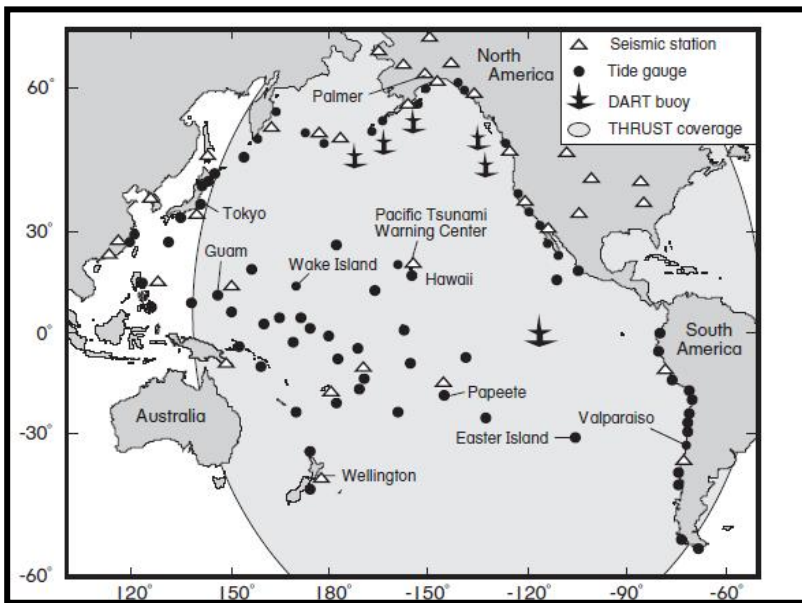 North
America
Seismic station
Tide gauge
DART buoy
THRUST coverage
Palmer
60°
30°
0°
-30°
-60°
Tokyo
Guam
Pacific Tsunami
Warning Center
Wake Island
Hawaii
South
America
Australia
Papeete
Valparaiso
Easter Island
Wellington
120°
150°
180°
-150°
-120°
-90°
-60°